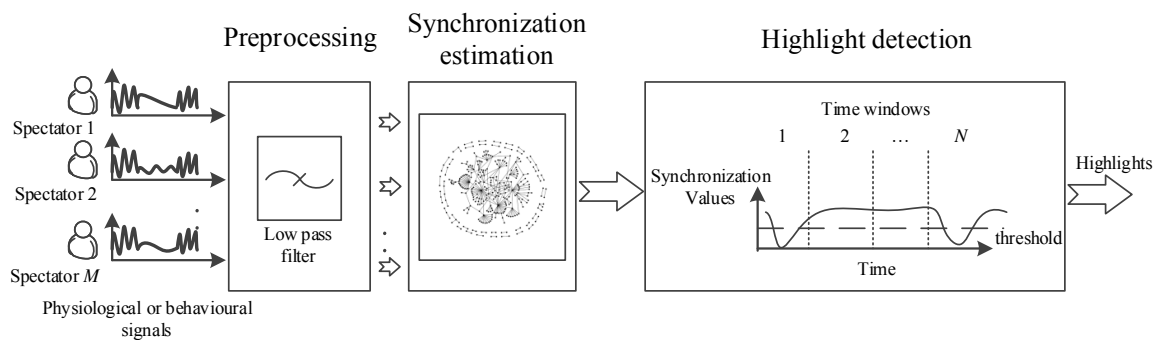 Preprocessing
Synchronization
estimation
Highlight detection
Spectator 1
Spectator 2
Spectator M
Physiological or behavioural
signals
Low pass
filter
Time windows
1 2 ... N
Synchronization
Values
threshold
Time
Highlights